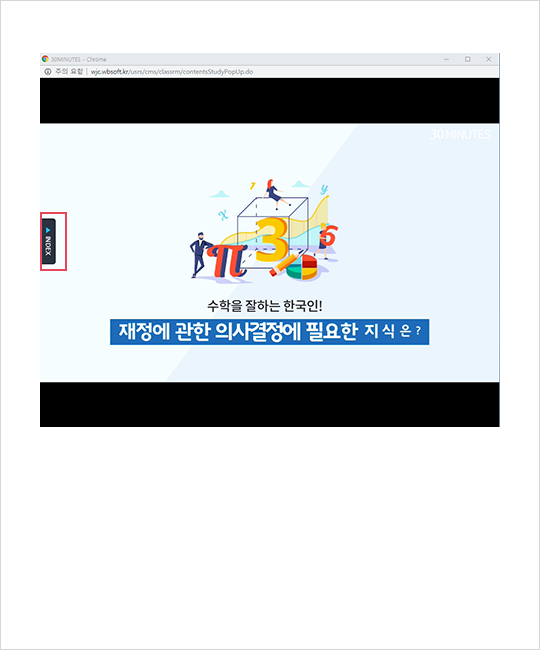 30MINUTES - Chrome
주의 요함 | wjc.wbsoft.kr/usrs/cms/classrm/contentsStudyPopUp.do
30 MINUTES
1
x
y
π
3
6
INDEX
수학을 잘하는 한국인!
재정에 관한 의사결정에 필요한 지식은?